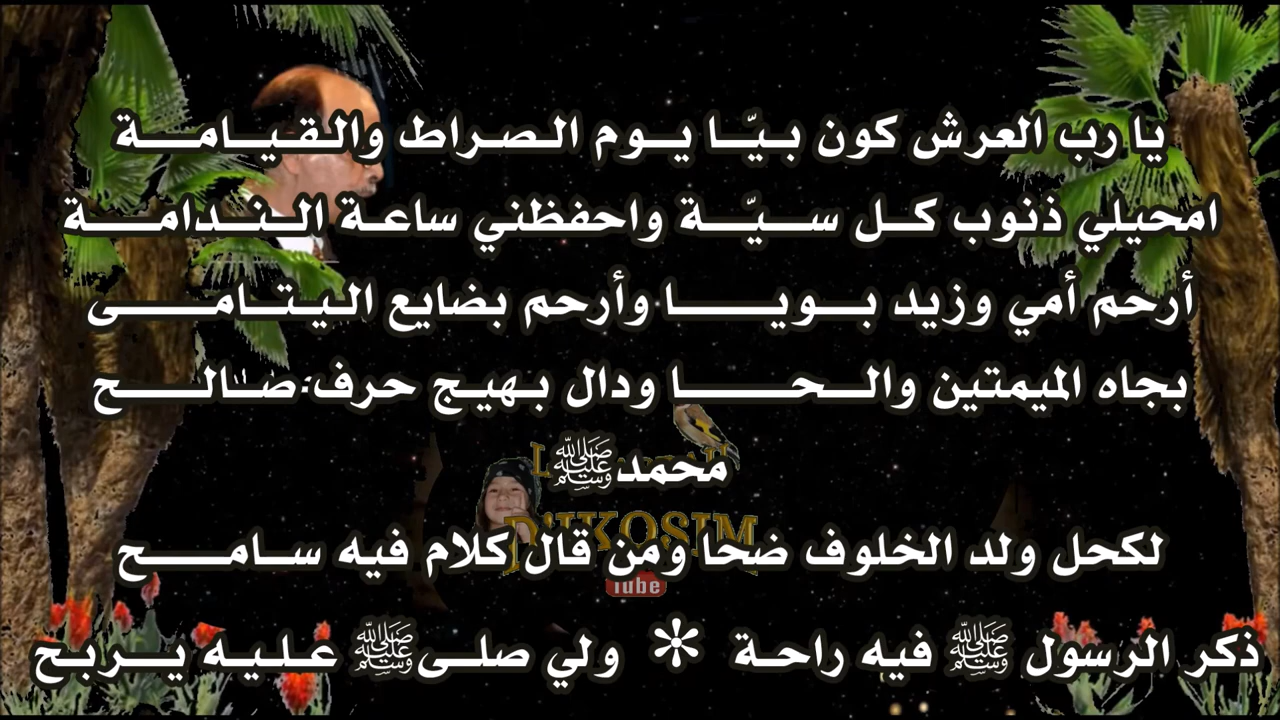 يا رب العرش كون بيّا يوم الصراط والقيامة
امحيلي ذنوب كل سيّة واحفظني ساعة الندامة
أرحم أمي وزيد بويا وأرحم بضايع اليتامى
بجاه الميمتين والحا ودال بهيج حرف صالح
محمد ﷺ
لكحل ولد الخلوف ضحا ومن قال كلام فيه سامح
ذكر الرسول ﷺ فيه راحة * ولي صلى ﷺ عليه يربح
D'HKOSIM
Tube